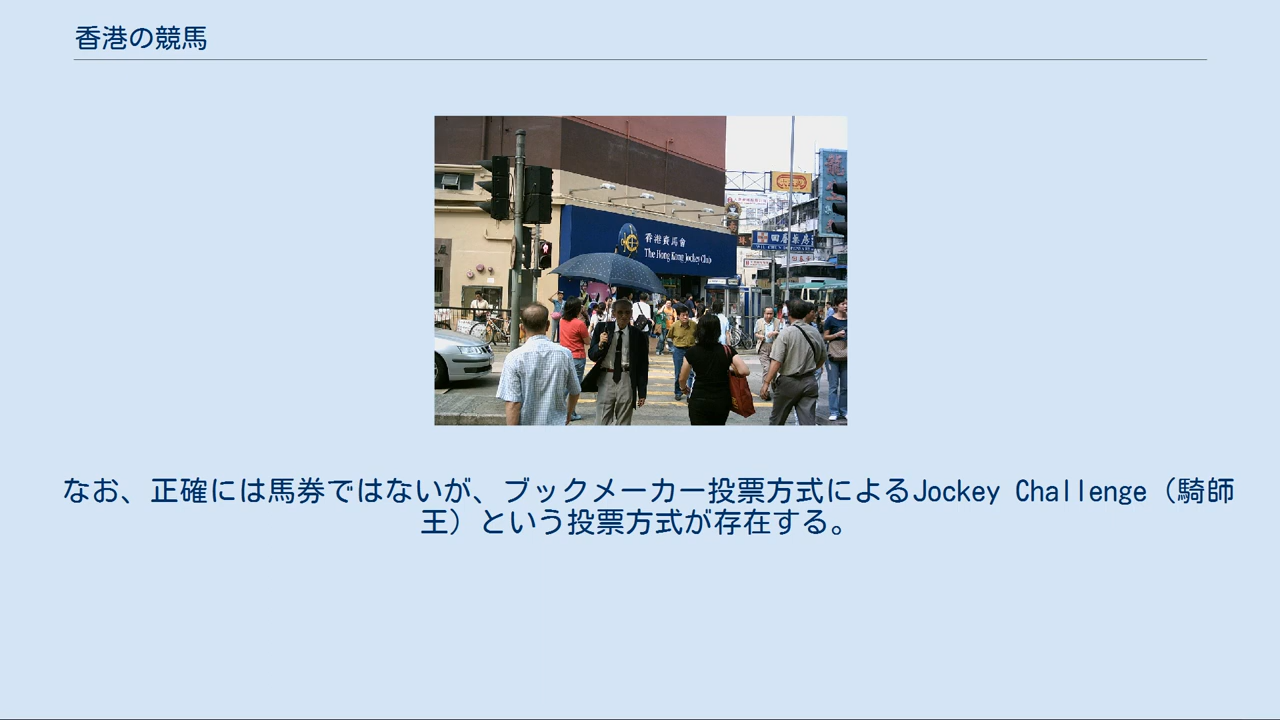 香港の競馬
香港賽馬會
The Hong Kong Jockey Club
なお、正確には馬券ではないが、ブックメーカー投票方式によるJockey Challenge（騎師
王）という投票方式が存在する。